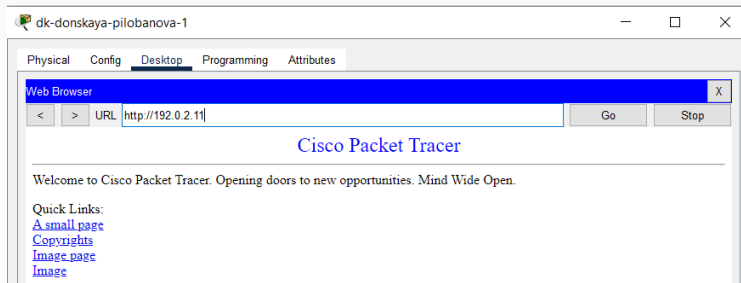 dk-donskaya-pilobanova-1
Physical Config Desktop Programming Attributes
Web Browser X
< > URL http://192.0.2.11 Go Stop
Cisco Packet Tracer
Welcome to Cisco Packet Tracer. Opening doors to new opportunities. Mind Wide Open.
Quick Links:
A small page
Copyrights
Image page
Image